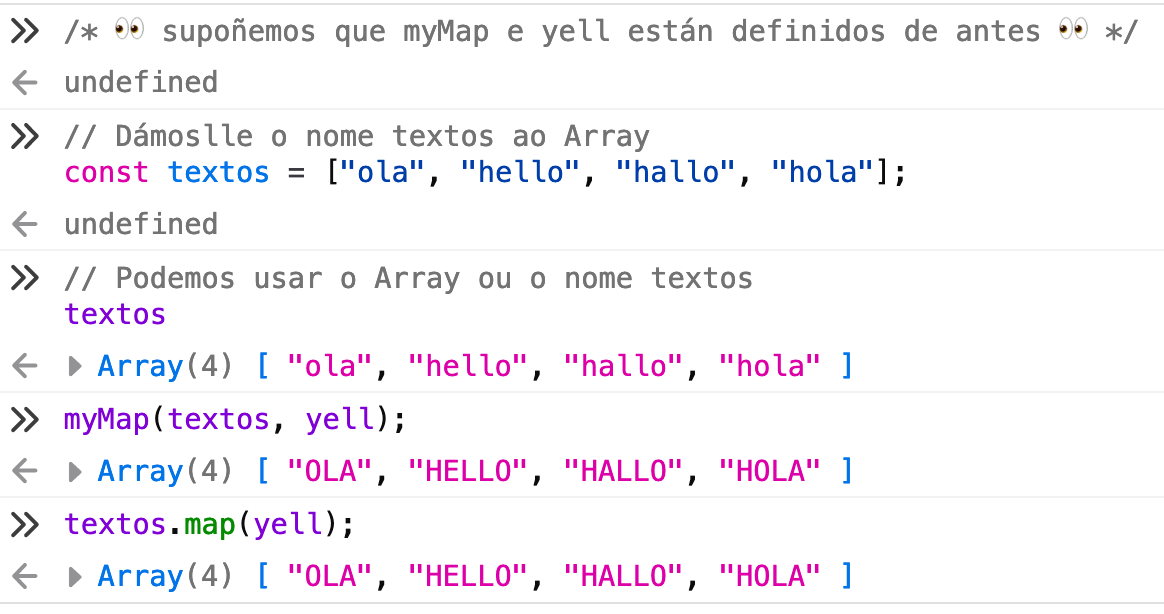 >> /* 👀 supoñemos que myMap e yell están definidos de antes 👀 */
← undefined
>> // Dámoslle o nome textos ao Array
const textos = ["ola", "hello", "hallo", "hola"];
← undefined
>> // Podemos usar o Array ou o nome textos
textos
← ▶ Array(4) [ "ola", "hello", "hallo", "hola" ]
>> myMap(textos, yell);
← ▶ Array(4) [ "OLA", "HELLO", "HALLO", "HOLA" ]
>> textos.map(yell);
← ▶ Array(4) [ "OLA", "HELLO", "HALLO", "HOLA" ]